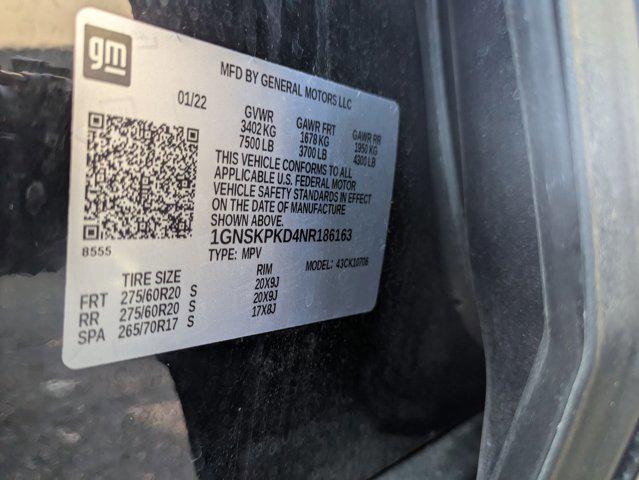 gm
MFD BY GENERAL MOTORS LLC
01/22
GVWR GAWR FRT GAWR RR
3402 KG 1678 KG 1950 KG
7500 LB 3700 LB 4300 LB
THIS VEHICLE CONFORMS TO ALL
APPLICABLE U.S. FEDERAL MOTOR
VEHICLE SAFETY STANDARDS IN EFFECT
ON THE DATE OF MANUFACTURE
SHOWN ABOVE.
1GNSKPKD4NR186163
8555
TYPE: MPV MODEL: 43CK10706
TIRE SIZE RIM
FRT 275/60R20 S 20X9J
RR 275/60R20 S 20X9J
SPA 265/70R17 S 17X8J